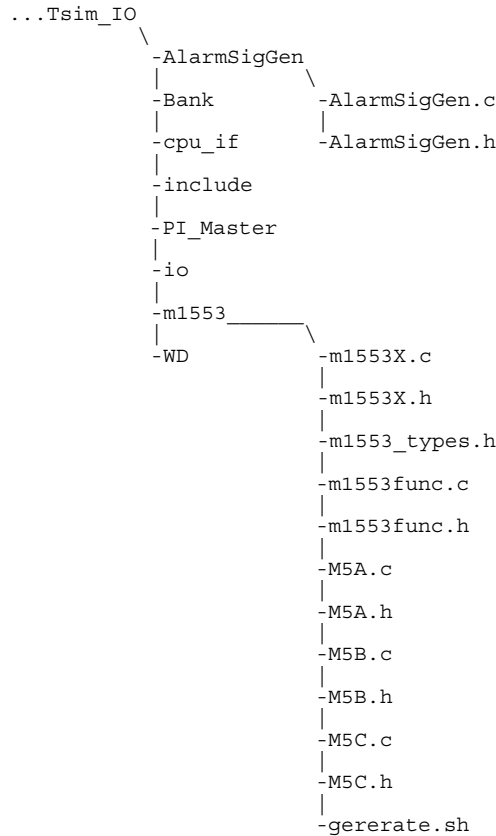 ...Tsim_IO
\
-AlarmSigGen
| \
-Bank -AlarmSigGen.c
| |
-cpu_if -AlarmSigGen.h
|
-include
|
-PI_Master
|
-io
|
-m1553______
| \
-WD -m1553X.c
|
-m1553X.h
|
-m1553_types.h
|
-m1553func.c
|
-m1553func.h
|
-M5A.c
|
-M5A.h
|
-M5B.c
|
-M5B.h
|
-M5C.c
|
-M5C.h
|
-gererate.sh